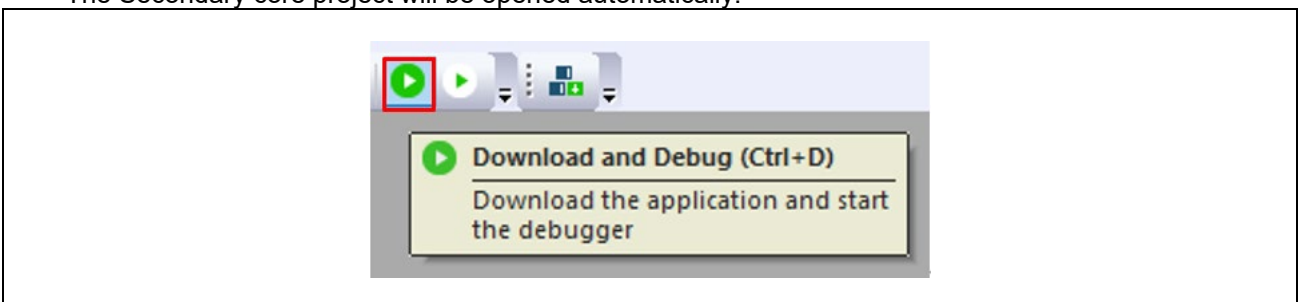 The Secondary core project will be opened automatically.
Download and Debug (Ctrl+D)
Download the application and start
the debugger